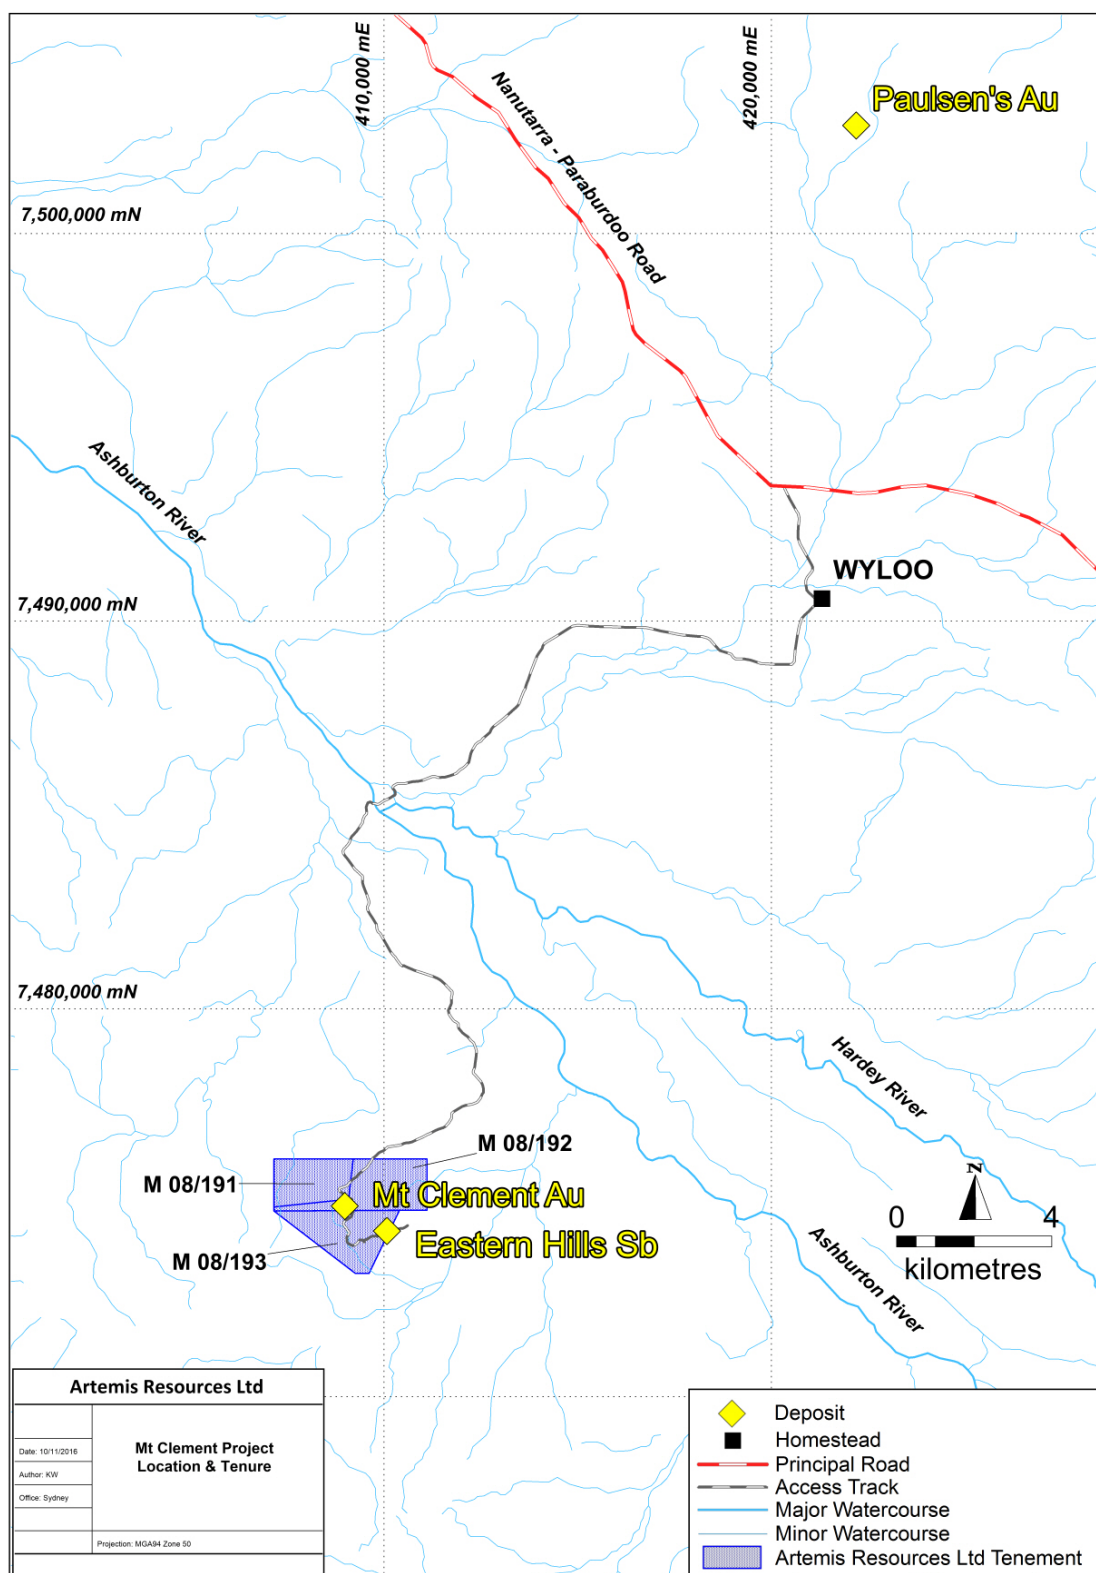 410,000 mE
420,000 mE
Paulsen's Au
Nanutarra - Paraburdoo Road
7,500,000 mN
Ashburton River
WYLOO
7,490,000 mN
7,480,000 mN
Hardey River
M 08/192
M 08/191
Mt Clement Au
N
0 4
kilometres
Eastern Hills Sb
M 08/193
Ashburton River
Artemis Resources Ltd
Mt Clement Project
Location & Tenure
Date: 10/11/2016
Author: KW
Office: Sydney
Projection: MGA94 Zone 50
Deposit
Homestead
Principal Road
Access Track
Major Watercourse
Minor Watercourse
Artemis Resources Ltd Tenement